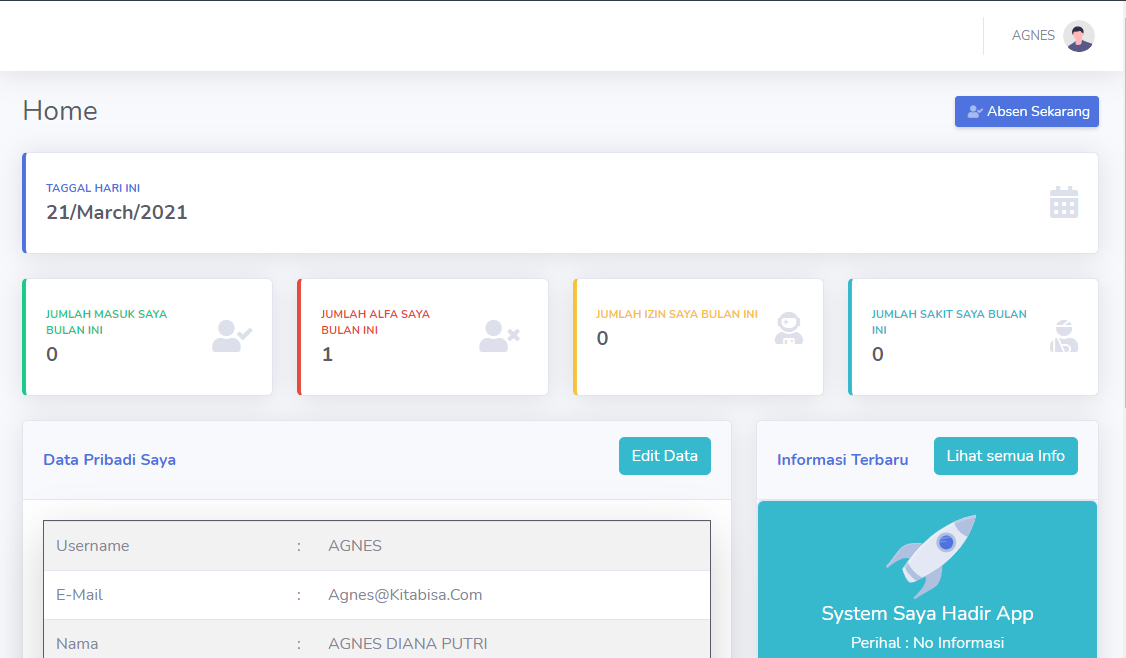 AGNES
Home
Absen Sekarang
TAGGAL HARI INI
21/March/2021
JUMLAH MASUK SAYA
BULAN INI
0
JUMLAH ALFA SAYA
BULAN INI
1
JUMLAH IZIN SAYA BULAN INI
0
JUMLAH SAKIT SAYA BULAN
INI
0
Data Pribadi Saya
Edit Data
Username : AGNES
E-Mail : Agnes@Kitabisa.Com
Nama : AGNES DIANA PUTRI
Informasi Terbaru
Lihat semua Info
System Saya Hadir App
Perihal : No Informasi